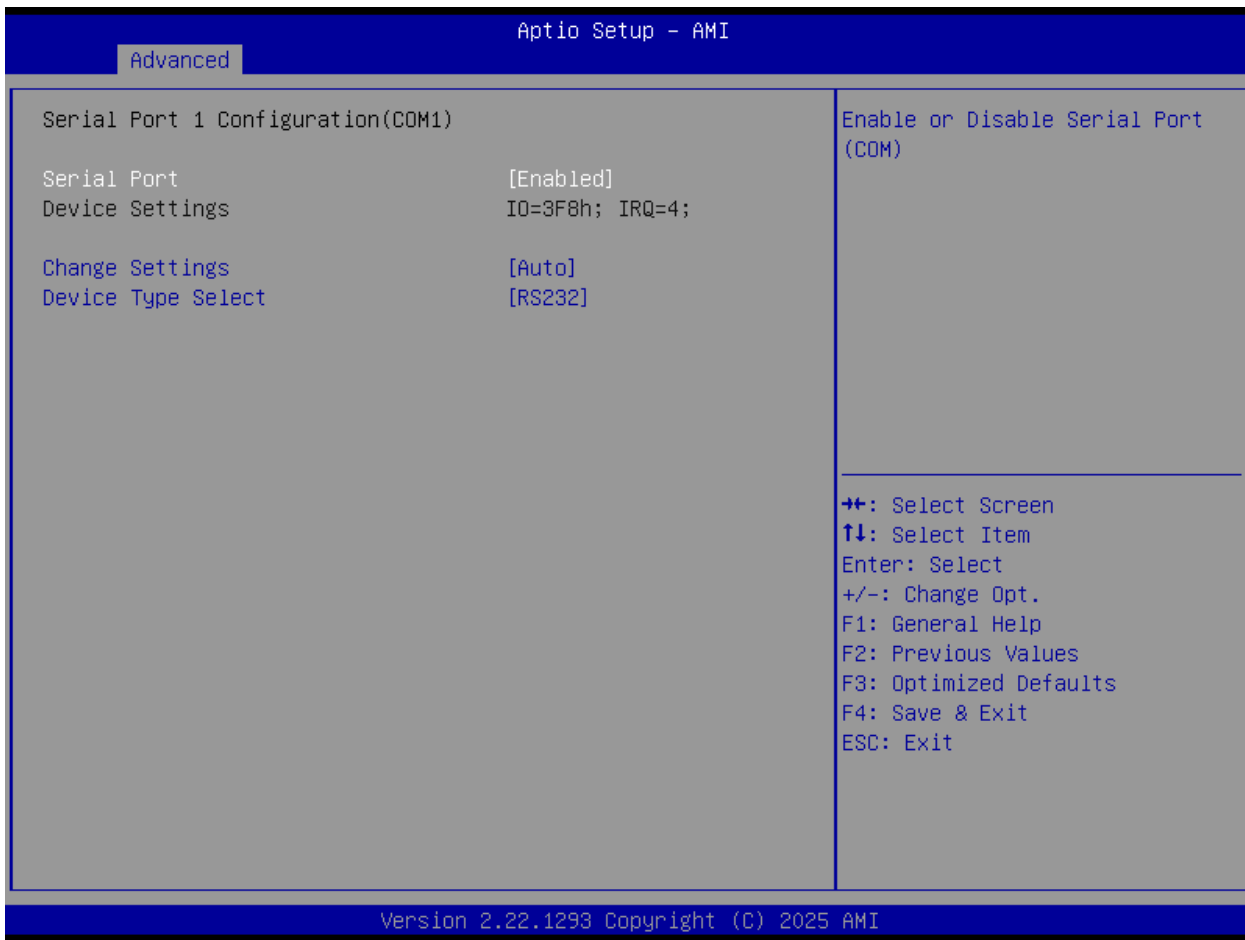 Aptio Setup – AMI
Advanced
Serial Port 1 Configuration(COM1)
Serial Port [Enabled]
Device Settings IO=3F8h; IRQ=4;
Change Settings [Auto]
Device Type Select [RS232]
Enable or Disable Serial Port
(COM)
→←: Select Screen
↑↓: Select Item
Enter: Select
+/-: Change Opt.
F1: General Help
F2: Previous Values
F3: Optimized Defaults
F4: Save & Exit
ESC: Exit
Version 2.22.1293 Copyright (C) 2025 AMI